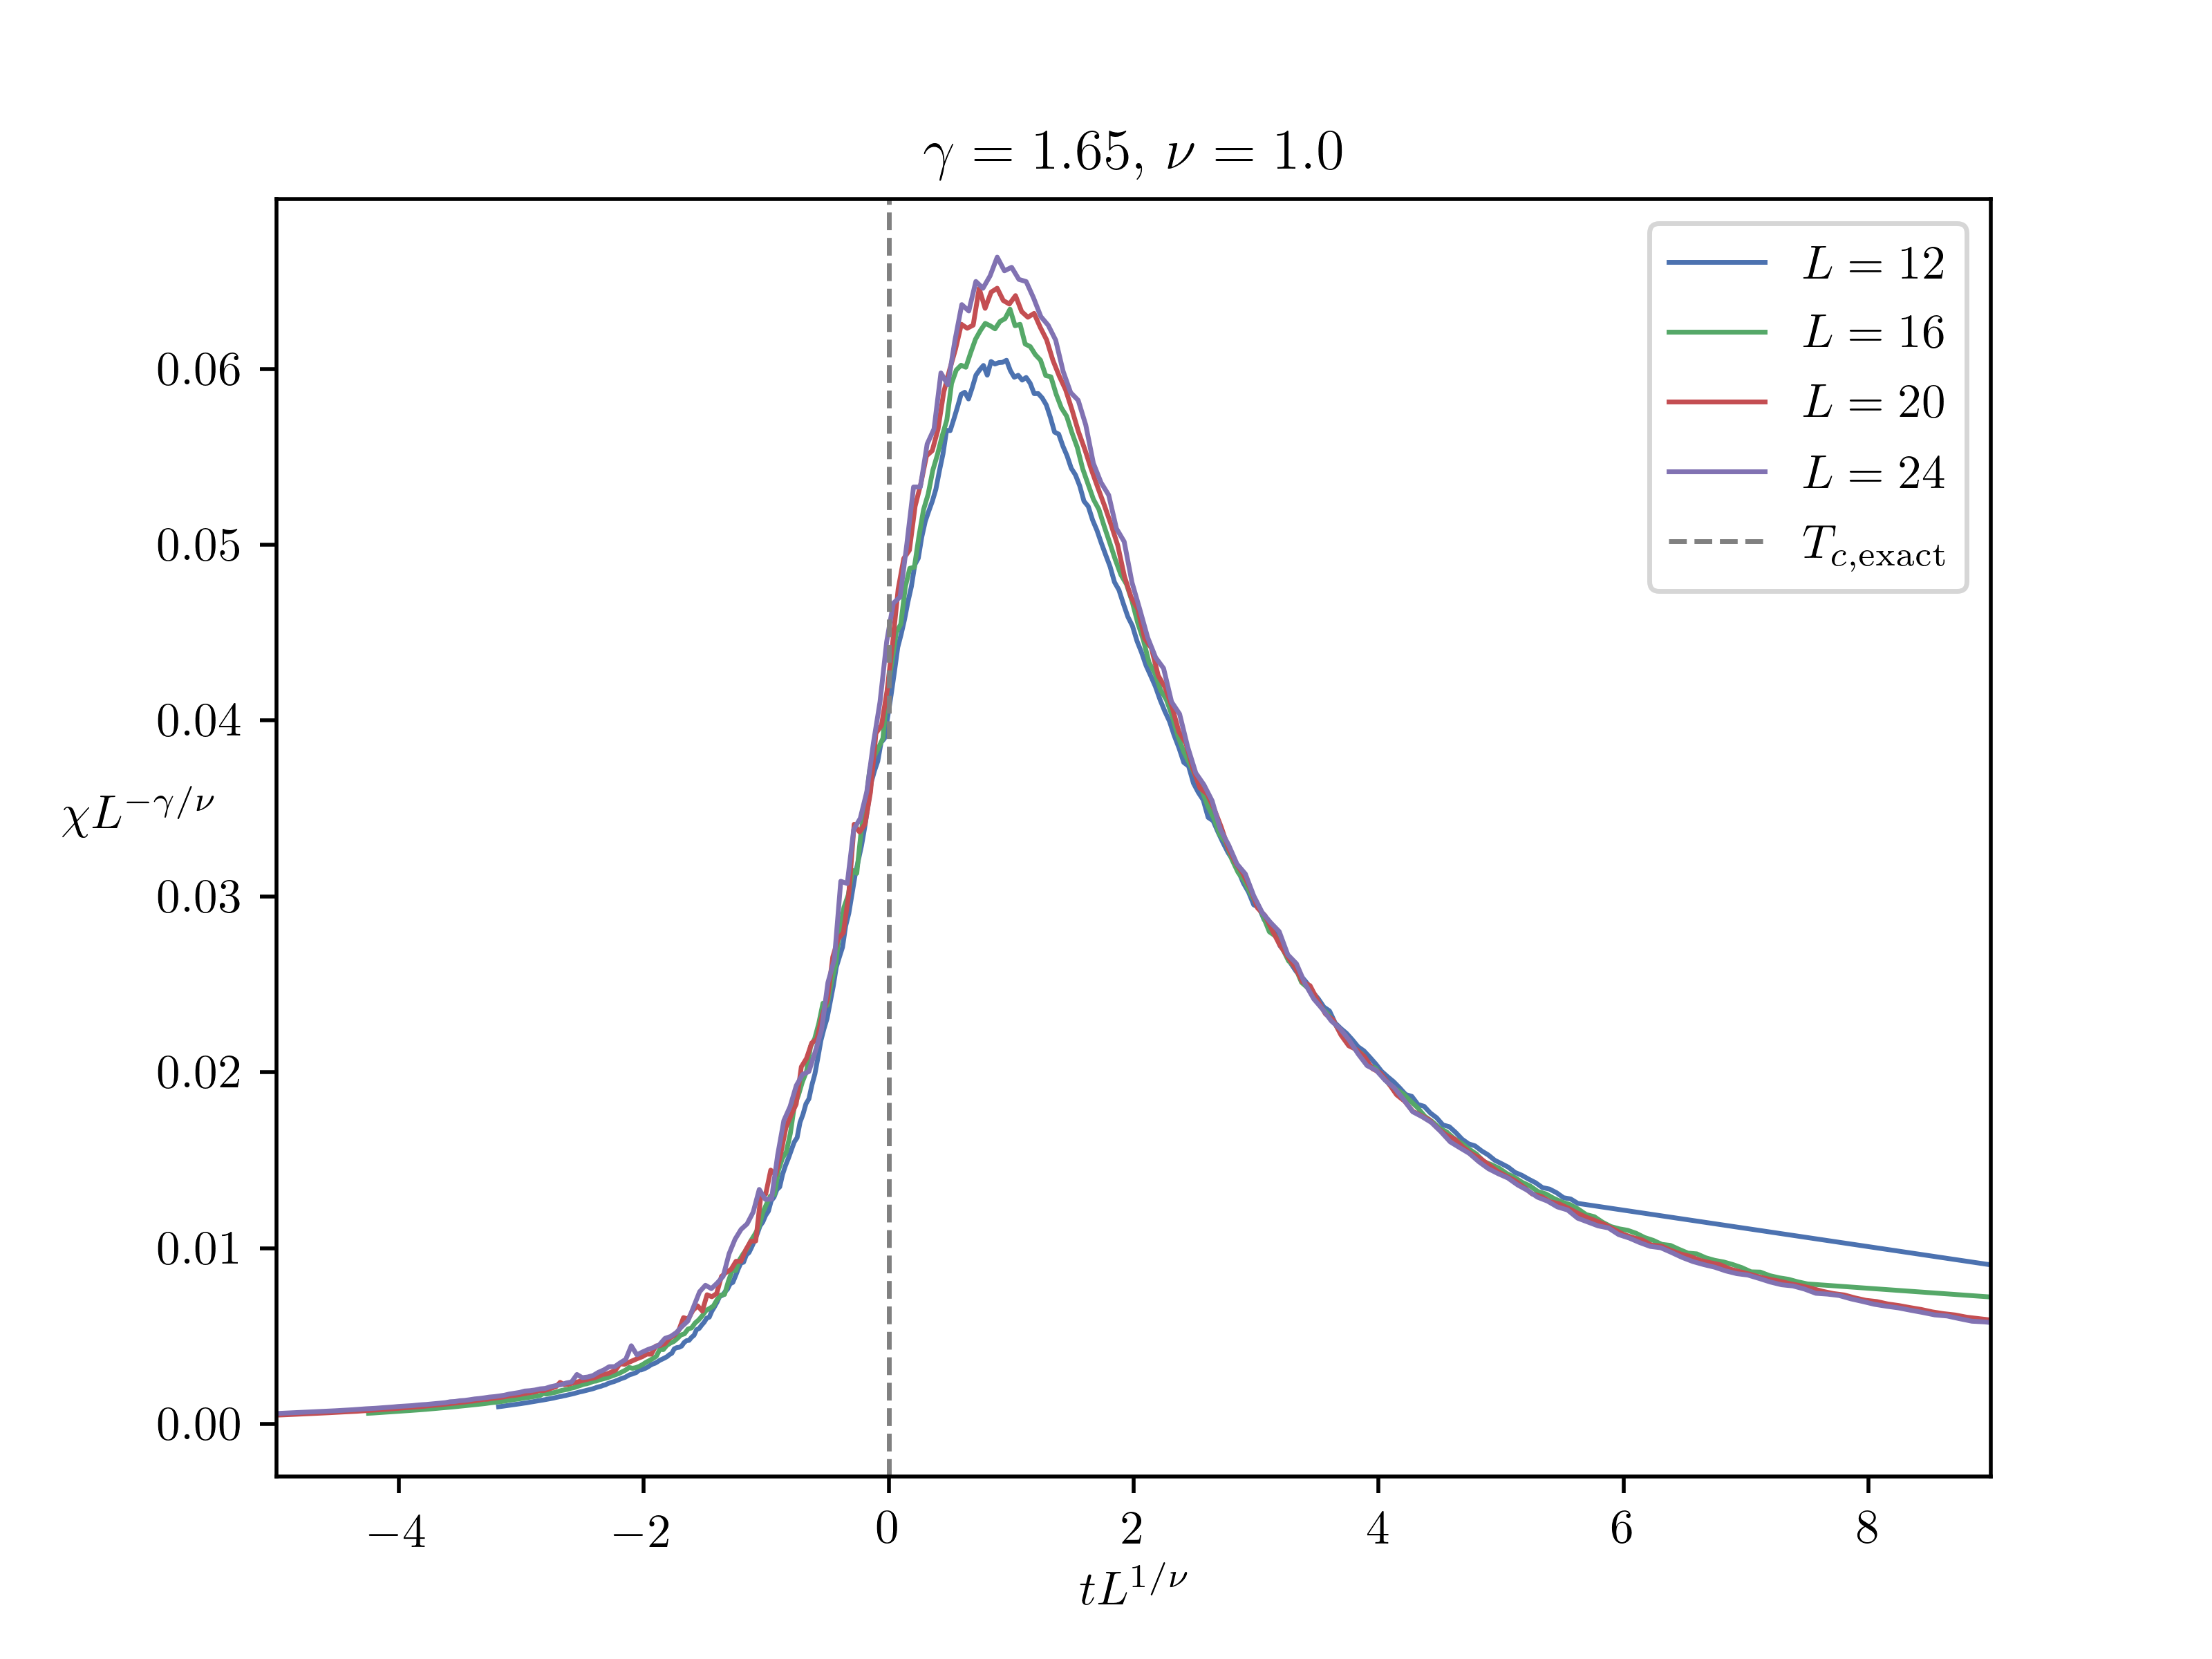 γ = 1.65, ν = 1.0
L = 12
L = 16
L = 20
L = 24
T_{c,exact}
0.06
0.05
0.04
0.03
0.02
0.01
0.00
χL^{−γ/ν}
−4 −2 0 2 4 6 8
tL^{1/ν}